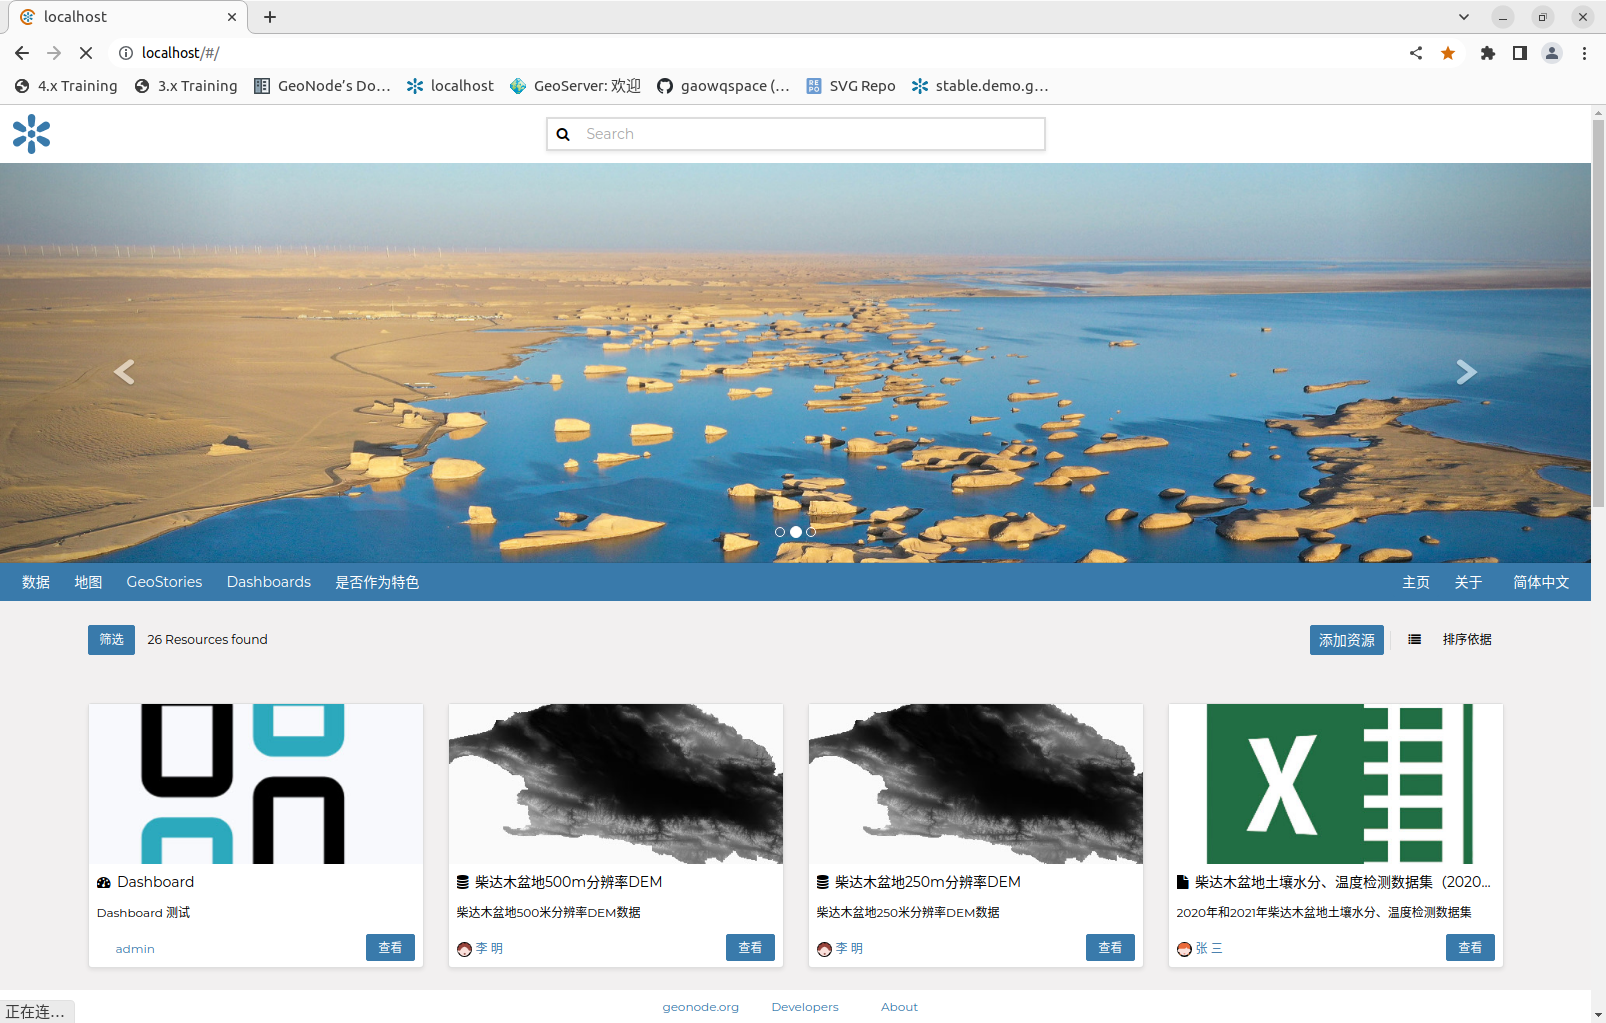 localhost
localhost/#/
4.x Training 3.x Training GeoNode's Do... localhost GeoServer: 欢迎 gaowqspace (... SVG Repo stable.demo.g...
Search
数据 地图 GeoStories Dashboards 是否作为特色 主页 关于 简体中文
筛选 26 Resources found 添加资源 排序依据
Dashboard
Dashboard 测试
admin 查看
柴达木盆地500m分辨率DEM
柴达木盆地500米分辨率DEM数据
李 明 查看
柴达木盆地250m分辨率DEM
柴达木盆地250米分辨率DEM数据
李 明 查看
X
柴达木盆地土壤水分、温度检测数据集（2020...
2020年和2021年柴达木盆地土壤水分、温度检测数据集
张 三 查看
geonode.org Developers About
正在连...